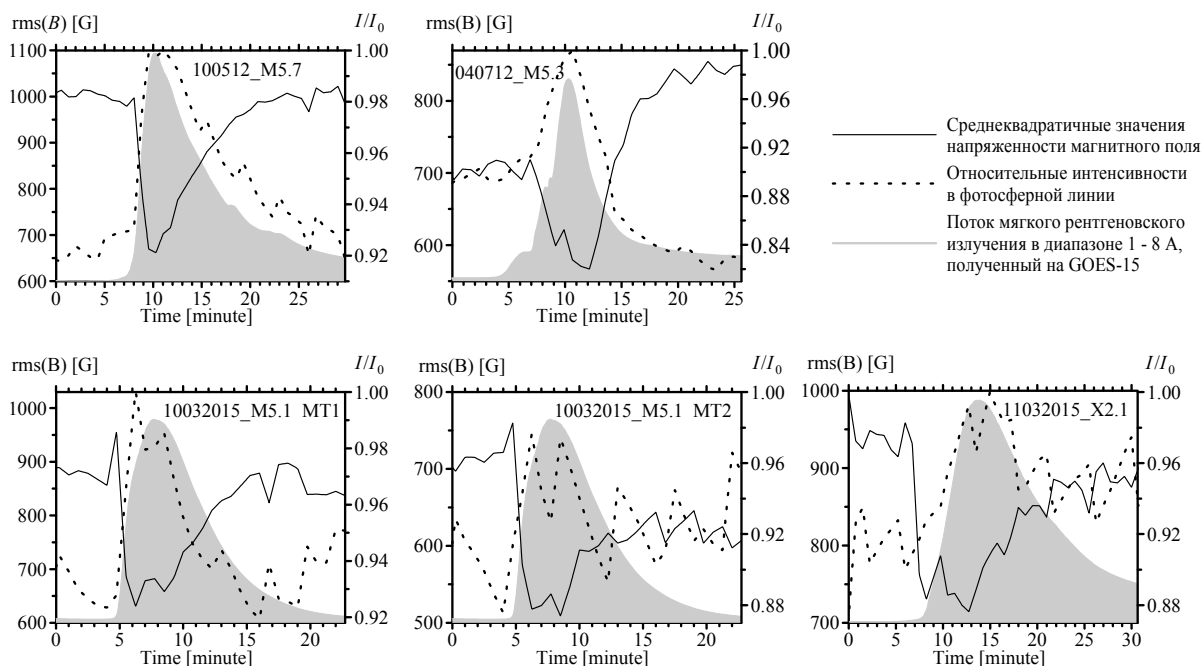 rms(B) [G]
I/I0
100512_M5.7
1100
1000
900
800
700
600
1.00
0.98
0.96
0.94
0.92
0 5 10 15 20 25
Time [minute]
rms(B) [G]
I/I0
040712_M5.3
800
700
600
1.00
0.96
0.92
0.88
0.84
0 5 10 15 20 25
Time [minute]
Среднеквадратичные значения
напряженности магнитного поля
Относительные интенсивности
в фотосферной линии
Поток мягкого рентгеновского
излучения в диапазоне 1 - 8 А,
полученный на GOES-15
rms(B) [G]
I/I0
10032015_M5.1 MT1
1000
900
800
700
600
1.00
0.98
0.96
0.94
0.92
0 5 10 15 20
Time [minute]
rms(B) [G]
I/I0
10032015_M5.1 MT2
800
700
600
500
1.00
0.96
0.92
0.88
0 5 10 15 20
Time [minute]
rms(B) [G]
I/I0
11032015_X2.1
1000
900
800
700
1.00
0.96
0.92
0.88
0 5 10 15 20 25 30
Time [minute]